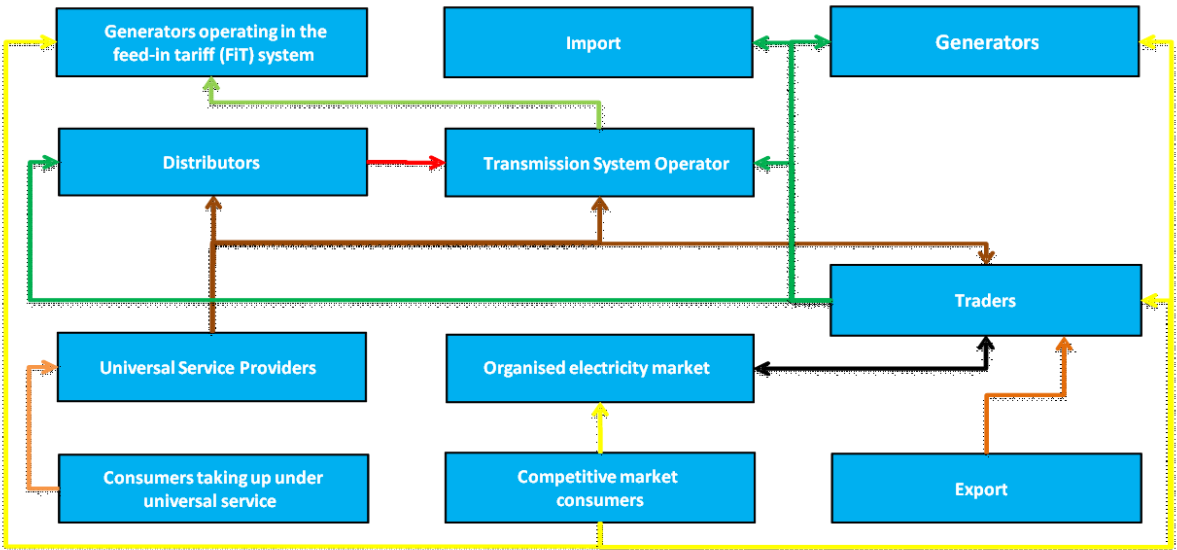 Generators operating in the
feed-in tariff (FiT) system
Import
Generators
Distributors
Transmission System Operator
Traders
Universal Service Providers
Organised electricity market
Consumers taking up under
universal service
Competitive market
consumers
Export